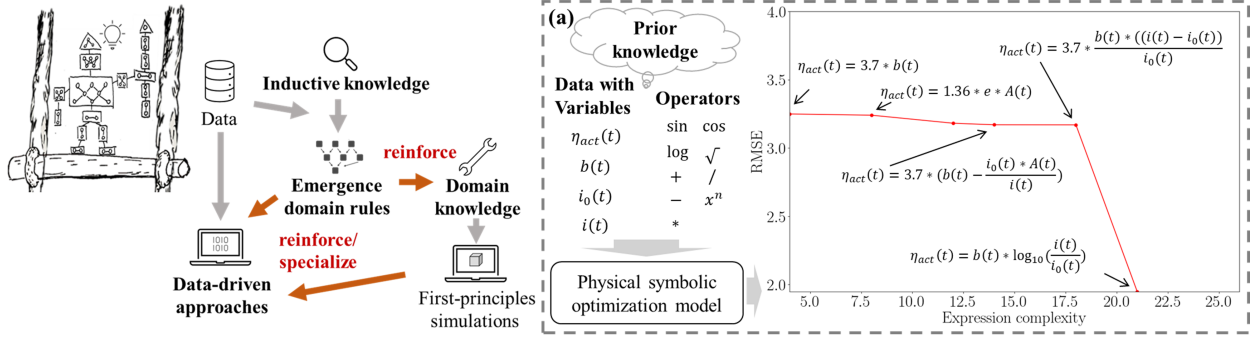 Data
Inductive knowledge
Emergence
domain rules
reinforce
Domain
knowledge
reinforce/
specialize
1010
1010
Data-driven
approaches
First-principles
simulations
(a)
Prior
knowledge
Data with
Variables
η_act(t)
b(t)
i_0(t)
i(t)
Operators
sin cos
log √
+ /
− xⁿ
*
Physical symbolic
optimization model
RMSE
4.0
3.5
3.0
2.5
2.0
η_act(t) = 3.7 * b(t)
η_act(t) = 1.36 * e * A(t)
η_act(t) = 3.7 * b(t) * ((i(t) − i_0(t)) / i_0(t)
η_act(t) = 3.7 * (b(t) − i_0(t) * A(t) / i(t))
η_act(t) = b(t) * log₁₀(i(t) / i_0(t))
5.0 7.5 10.0 12.5 15.0 17.5 20.0 22.5 25.0
Expression complexity